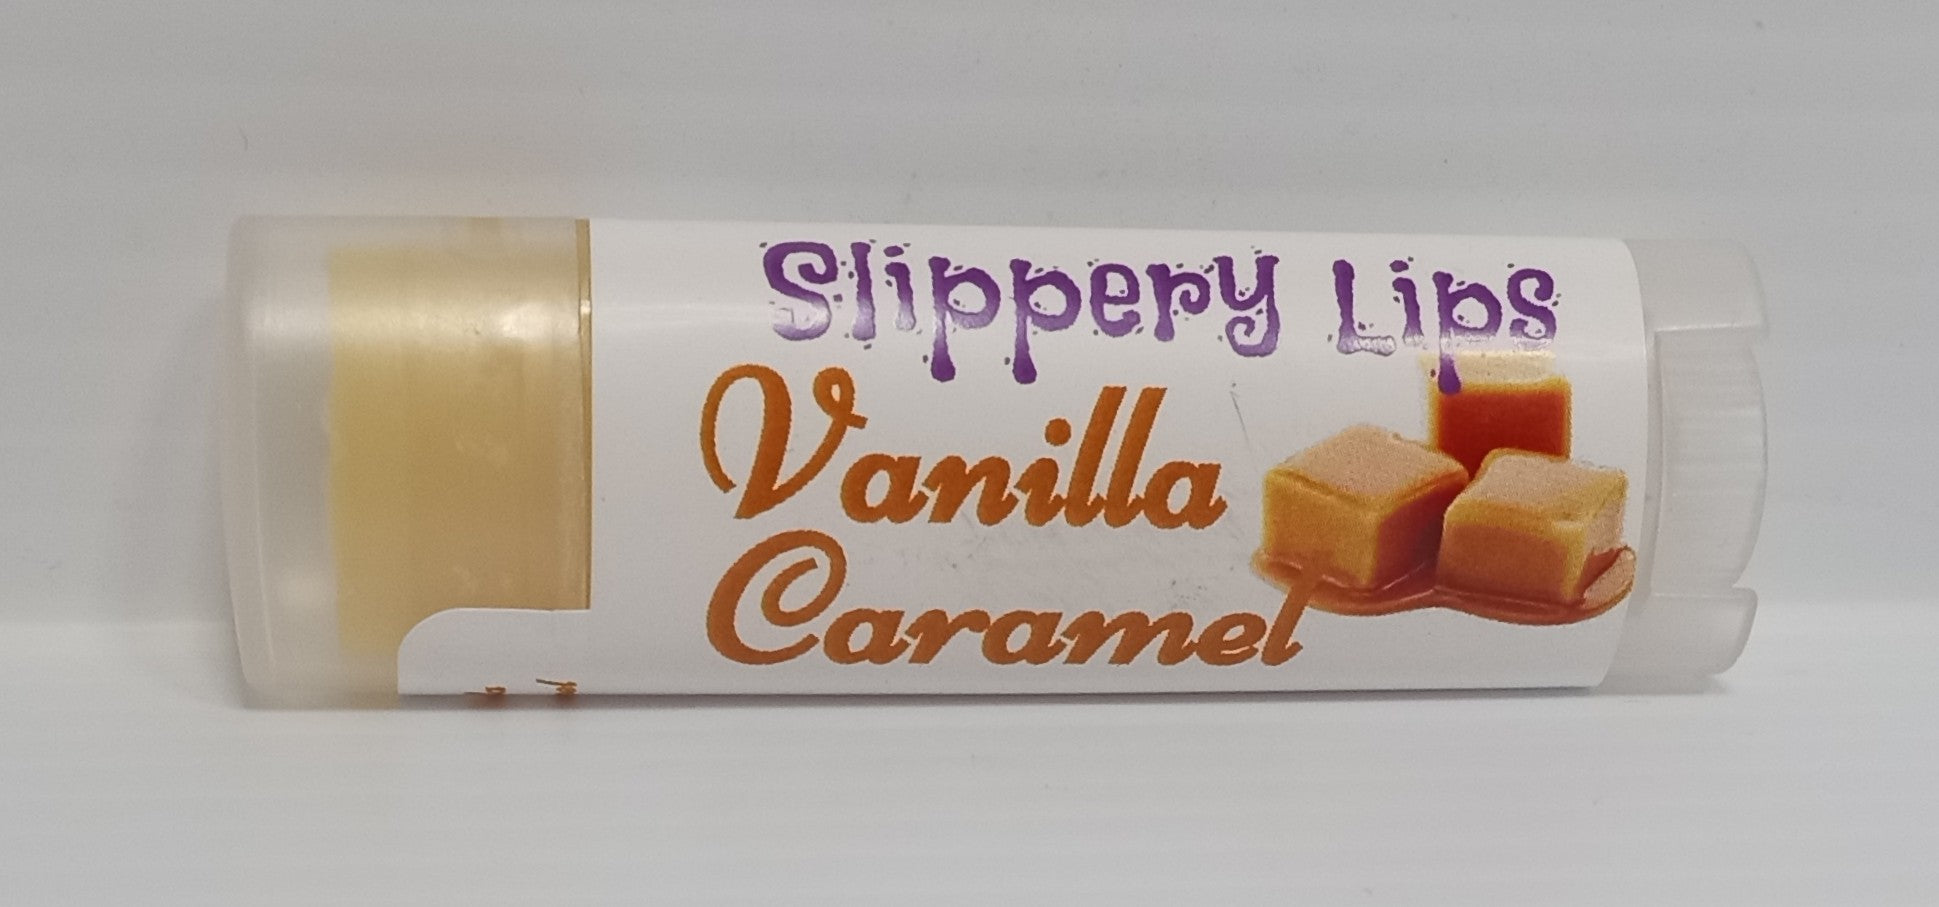 Slippery Lips
Vanilla
Caramel